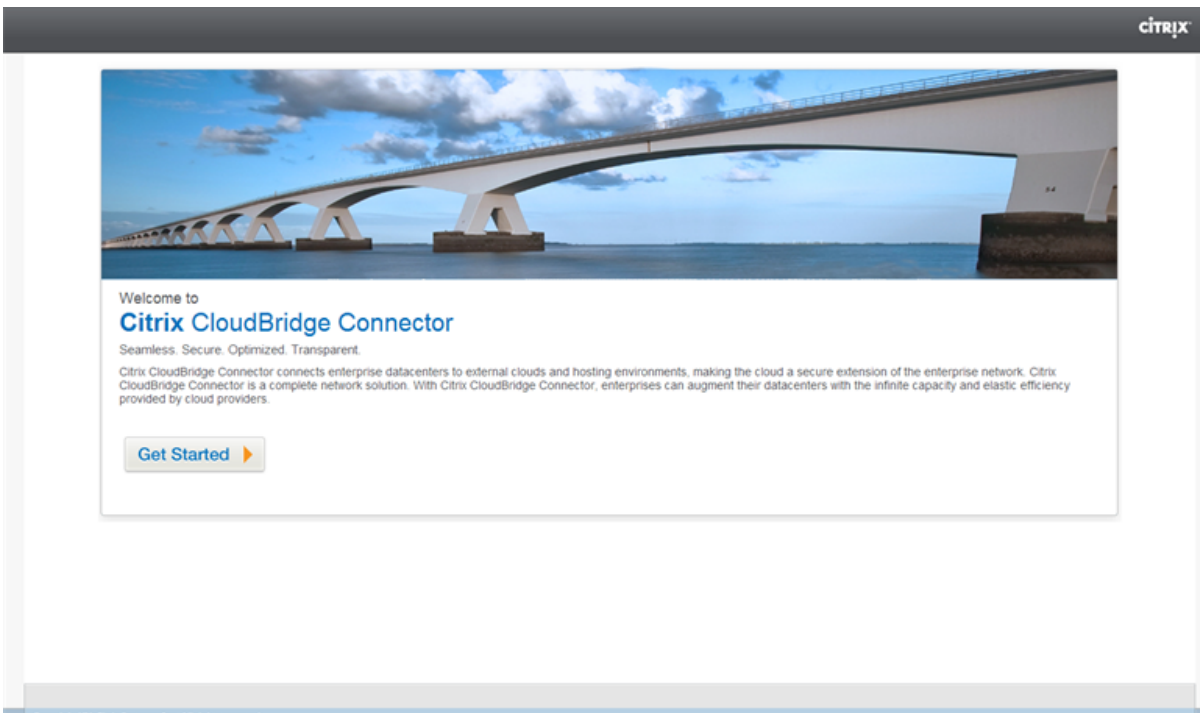 CİTRIX
Welcome to
Citrix CloudBridge Connector
Seamless. Secure. Optimized. Transparent.
Citrix CloudBridge Connector connects enterprise datacenters to external clouds and hosting environments, making the cloud a secure extension of the enterprise network. Citrix
CloudBridge Connector is a complete network solution. With Citrix CloudBridge Connector, enterprises can augment their datacenters with the infinite capacity and elastic efficiency
provided by cloud providers.
Get Started